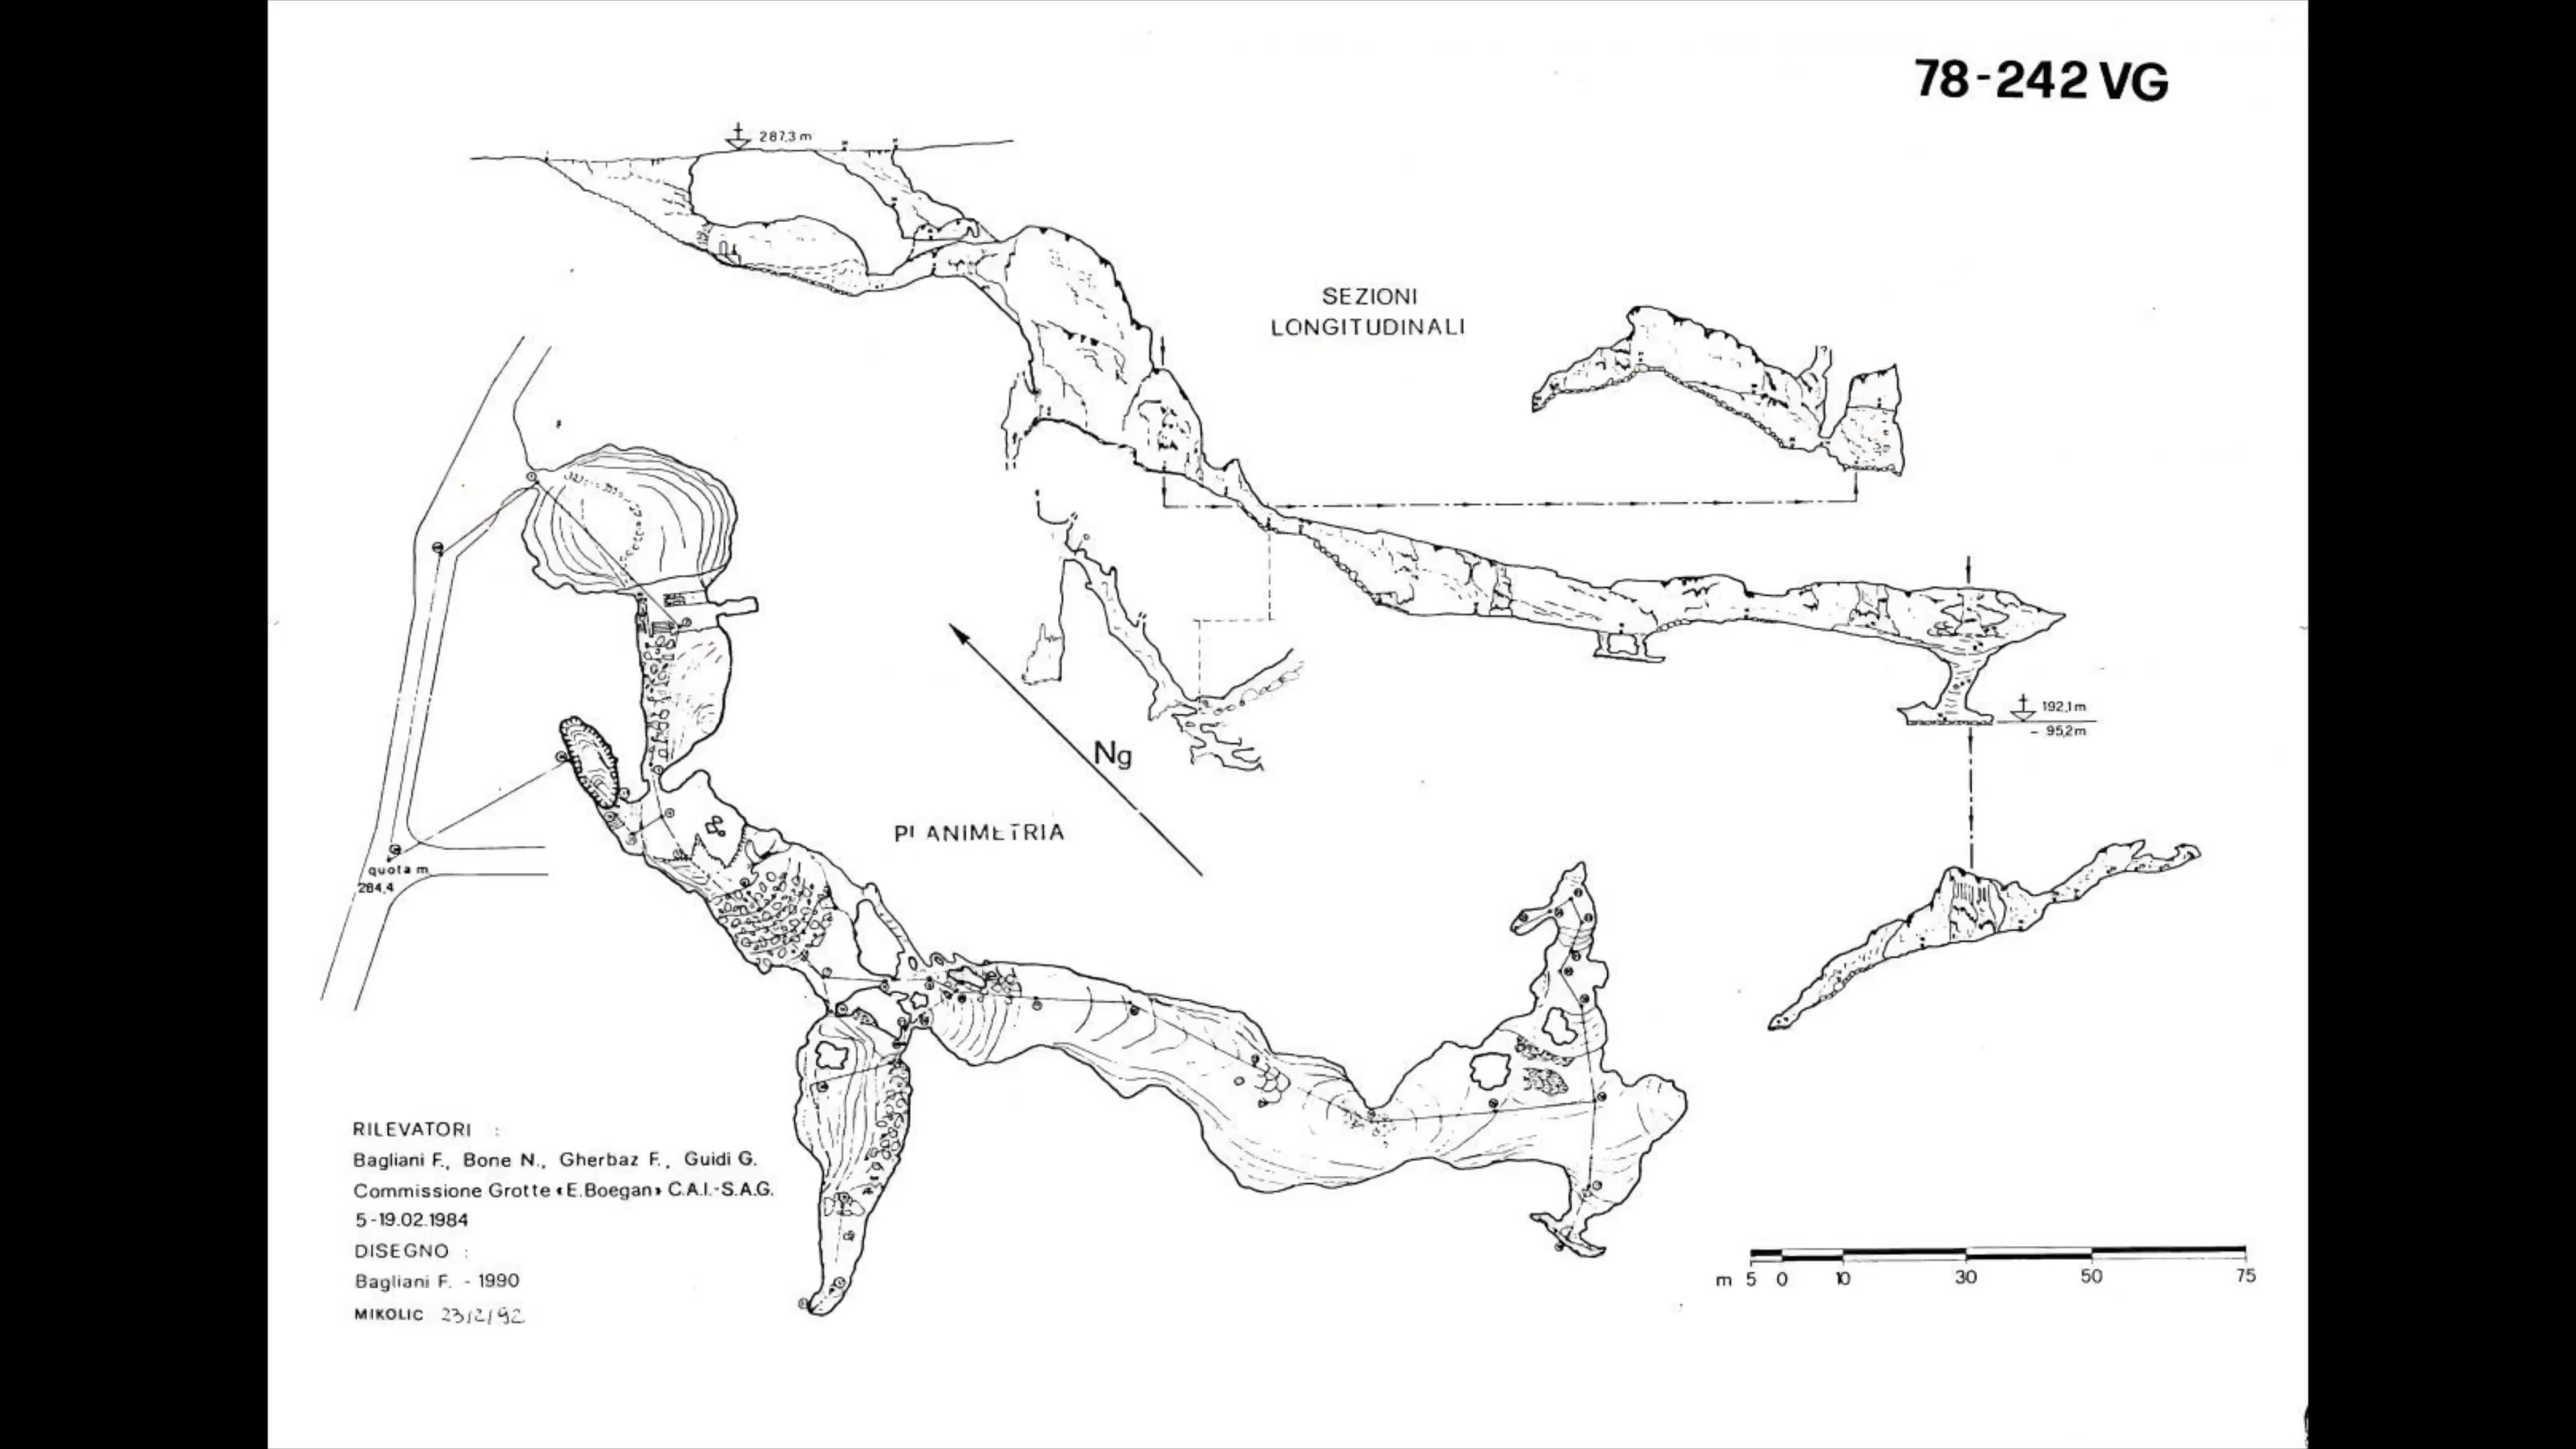 78-242 VG
287,3 m
SEZIONI
LONGITUDINALI
192,1 m
- 95,2 m
Ng
PLANIMETRIA
quota m
284,4
RILEVATORI :
Bagliani F., Bone N., Gherbaz F., Guidi G.
Commissione Grotte «E.Boegan» C.A.I.-S.A.G.
5-19.02.1984
DISEGNO :
Bagliani F. - 1990
MIKOLIC 23/2/92
m 5 0 10 30 50 75